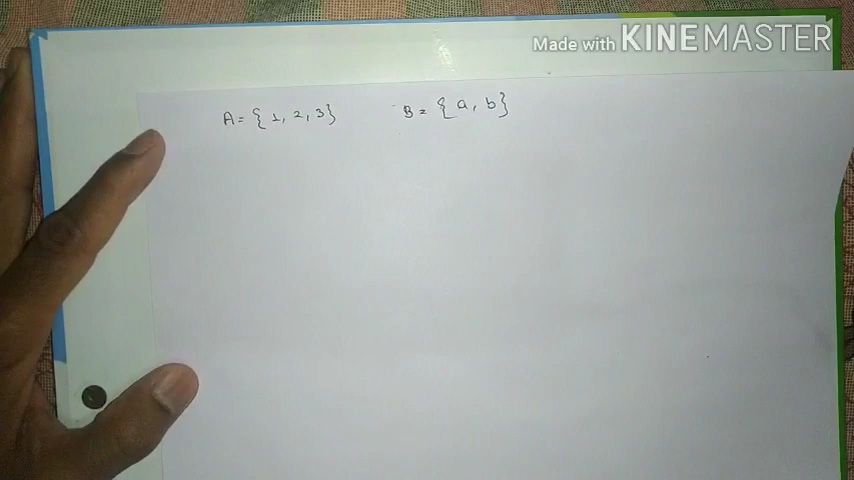 Made with KINEMASTER
A = {1, 2, 3} B = {a, b}